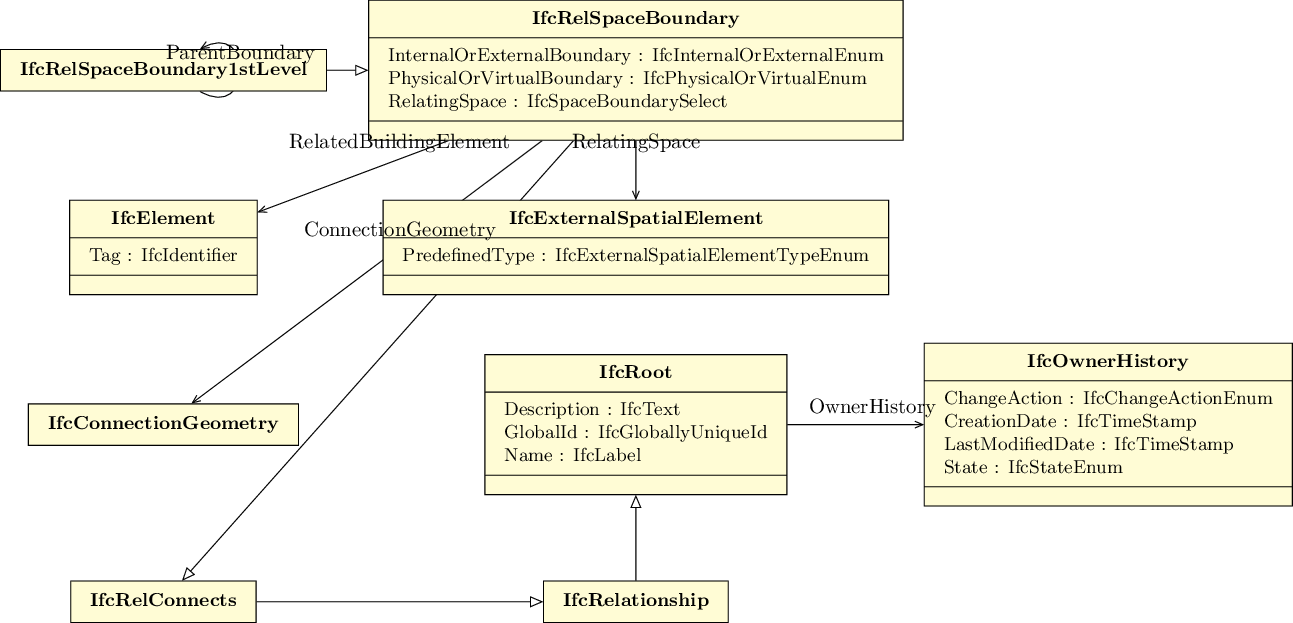 IfcRelSpaceBoundary
InternalOrExternalBoundary : IfcInternalOrExternalEnum
PhysicalOrVirtualBoundary : IfcPhysicalOrVirtualEnum
RelatingSpace : IfcSpaceBoundarySelect
ParentBoundary
IfcRelSpaceBoundary1stLevel
RelatedBuildingElement
RelatingSpace
IfcElement
Tag : IfcIdentifier
ConnectionGeometry
IfcExternalSpatialElement
PredefinedType : IfcExternalSpatialElementTypeEnum
IfcConnectionGeometry
IfcRoot
Description : IfcText
GlobalId : IfcGloballyUniqueId
Name : IfcLabel
OwnerHistory
IfcOwnerHistory
ChangeAction : IfcChangeActionEnum
CreationDate : IfcTimeStamp
LastModifiedDate : IfcTimeStamp
State : IfcStateEnum
IfcRelConnects
IfcRelationship